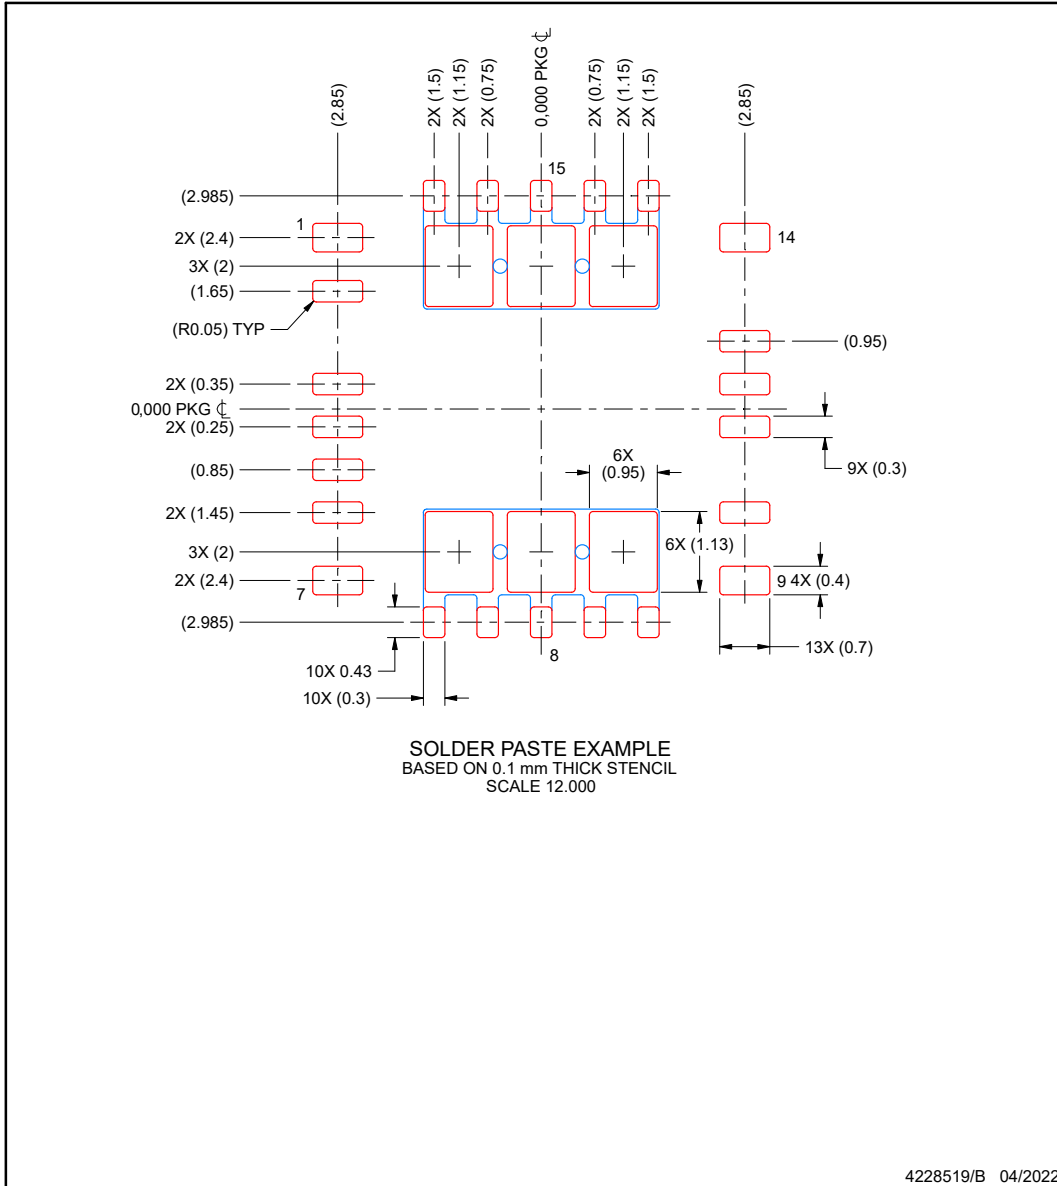 (2.85)
2X (1.5)
2X (1.15)
2X (0.75)
0,000 PKG ℄
2X (0.75)
2X (1.15)
2X (1.5)
(2.85)
15
(2.985)
1
2X (2.4)
14
3X (2)
(1.65)
(R0.05) TYP
(0.95)
2X (0.35)
0,000 PKG ℄
2X (0.25)
6X
(0.95)
9X (0.3)
(0.85)
2X (1.45)
6X (1.13)
3X (2)
2X (2.4)
7
9
4X (0.4)
(2.985)
8
13X (0.7)
10X 0.43
10X (0.3)
SOLDER PASTE EXAMPLE
BASED ON 0.1 mm THICK STENCIL
SCALE 12.000
4228519/B 04/2022